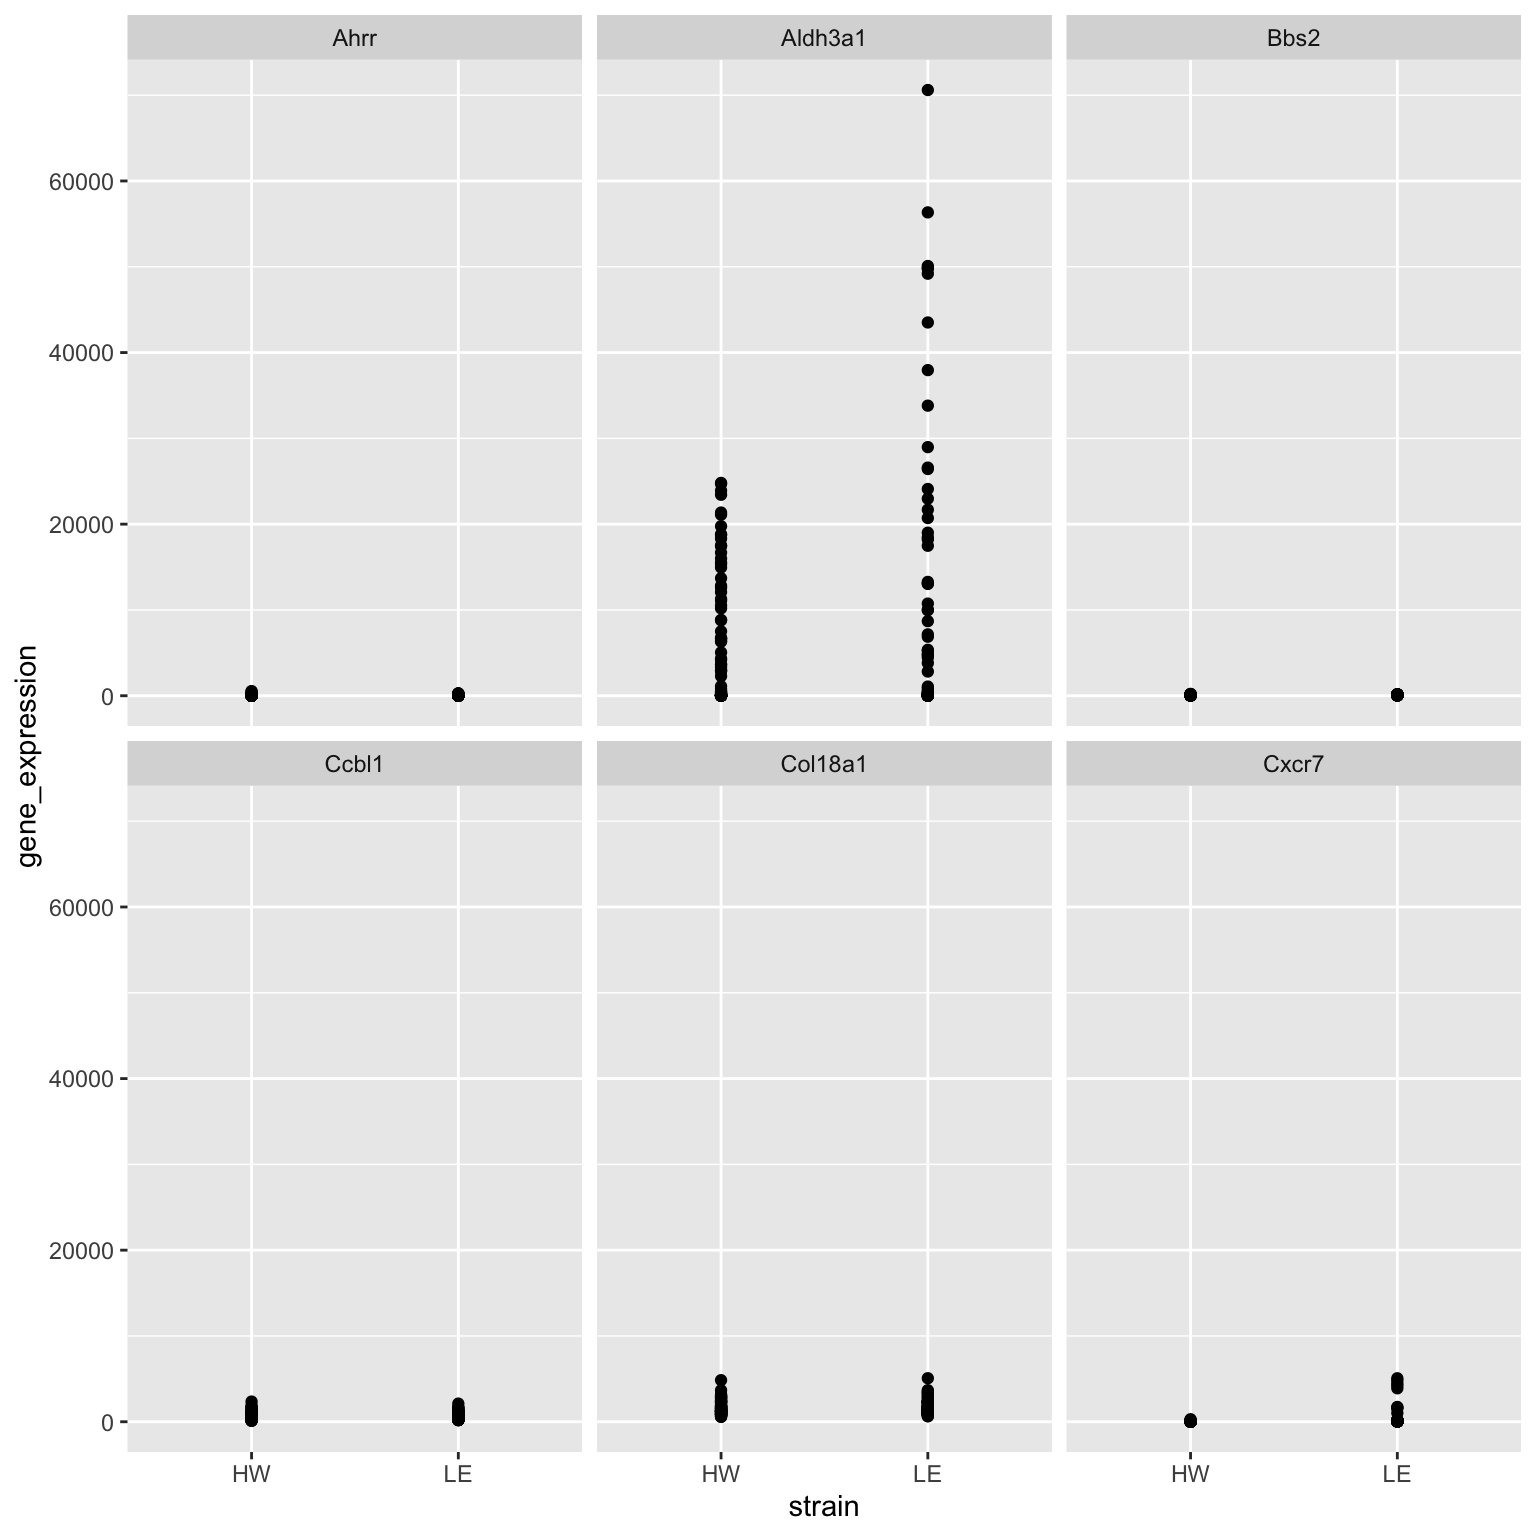 Ahrr
Aldh3a1
Bbs2
60000
40000
20000
0
Ccbl1
Col18a1
Cxcr7
60000
40000
20000
0
HW
LE
HW
LE
HW
LE
strain
gene_expression